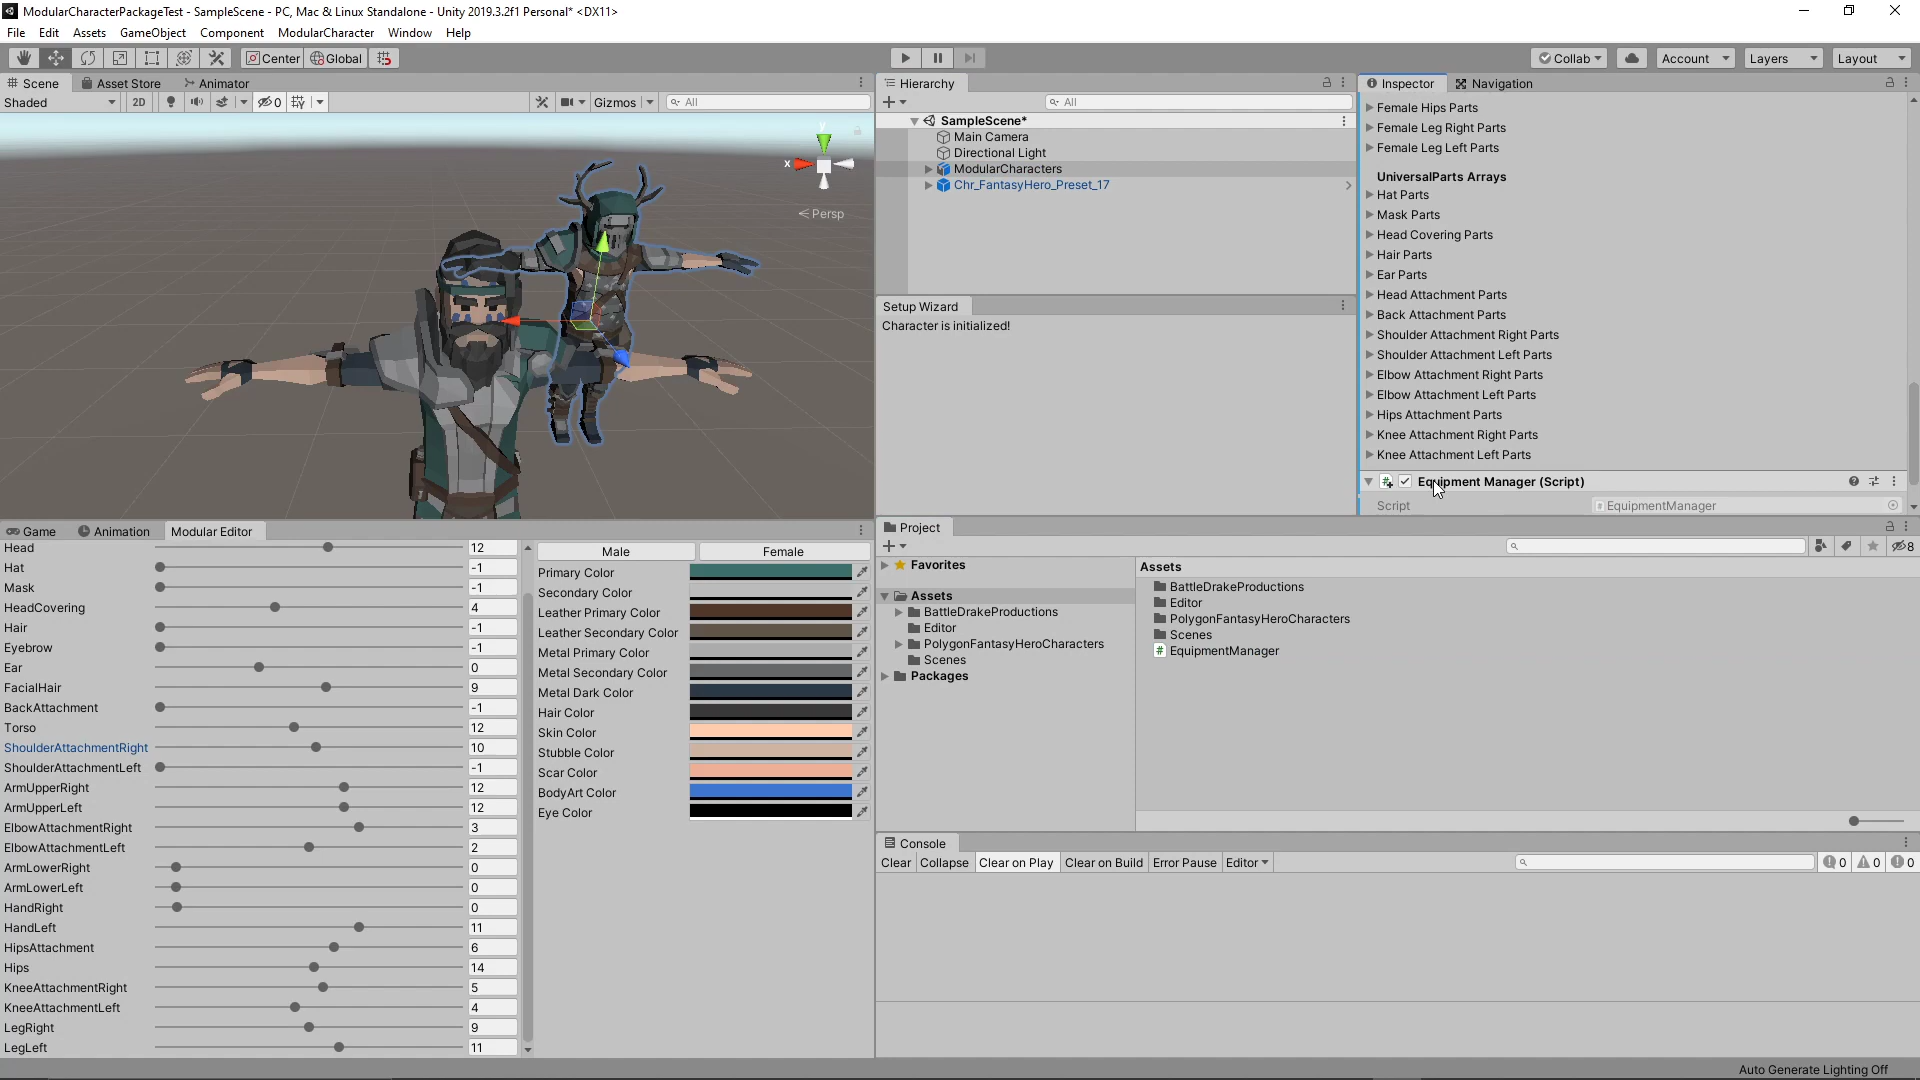 ModularCharacterPackageTest - SampleScene - PC, Mac & Linux Standalone - Unity 2019.3.2f1 Personal* <DX11>
File Edit Assets GameObject Component ModularCharacter Window Help
Center Global Collab Account Layers Layout
Scene Asset Store Animator
Shaded 2D 0 Gizmos All
y
x
Persp
Hierarchy
All
SampleScene*
Main Camera
Directional Light
ModularCharacters
Chr_FantasyHero_Preset_17
Setup Wizard
Character is initialized!
Inspector Navigation
Female Hips Parts
Female Leg Right Parts
Female Leg Left Parts
UniversalParts Arrays
Hat Parts
Mask Parts
Head Covering Parts
Hair Parts
Ear Parts
Head Attachment Parts
Back Attachment Parts
Shoulder Attachment Right Parts
Shoulder Attachment Left Parts
Elbow Attachment Right Parts
Elbow Attachment Left Parts
Hips Attachment Parts
Knee Attachment Right Parts
Knee Attachment Left Parts
Equipment Manager (Script)
Script EquipmentManager
Game Animation Modular Editor
Head 12
Hat -1
Mask -1
HeadCovering 4
Hair -1
Eyebrow -1
Ear 0
FacialHair 9
BackAttachment -1
Torso 12
ShoulderAttachmentRight 10
ShoulderAttachmentLeft -1
ArmUpperRight 12
ArmUpperLeft 12
ElbowAttachmentRight 3
ElbowAttachmentLeft 2
ArmLowerRight 0
ArmLowerLeft 0
HandRight 0
HandLeft 11
HipsAttachment 6
Hips 14
KneeAttachmentRight 5
KneeAttachmentLeft 4
LegRight 9
LegLeft 11
Male Female
Primary Color
Secondary Color
Leather Primary Color
Leather Secondary Color
Metal Primary Color
Metal Secondary Color
Metal Dark Color
Hair Color
Skin Color
Stubble Color
Scar Color
BodyArt Color
Eye Color
Project
8
Favorites
Assets
BattleDrakeProductions
Editor
PolygonFantasyHeroCharacters
Scenes
Packages
Assets
BattleDrakeProductions
Editor
PolygonFantasyHeroCharacters
Scenes
EquipmentManager
Console
Clear Collapse Clear on Play Clear on Build Error Pause Editor 0 0 0
Auto Generate Lighting Off